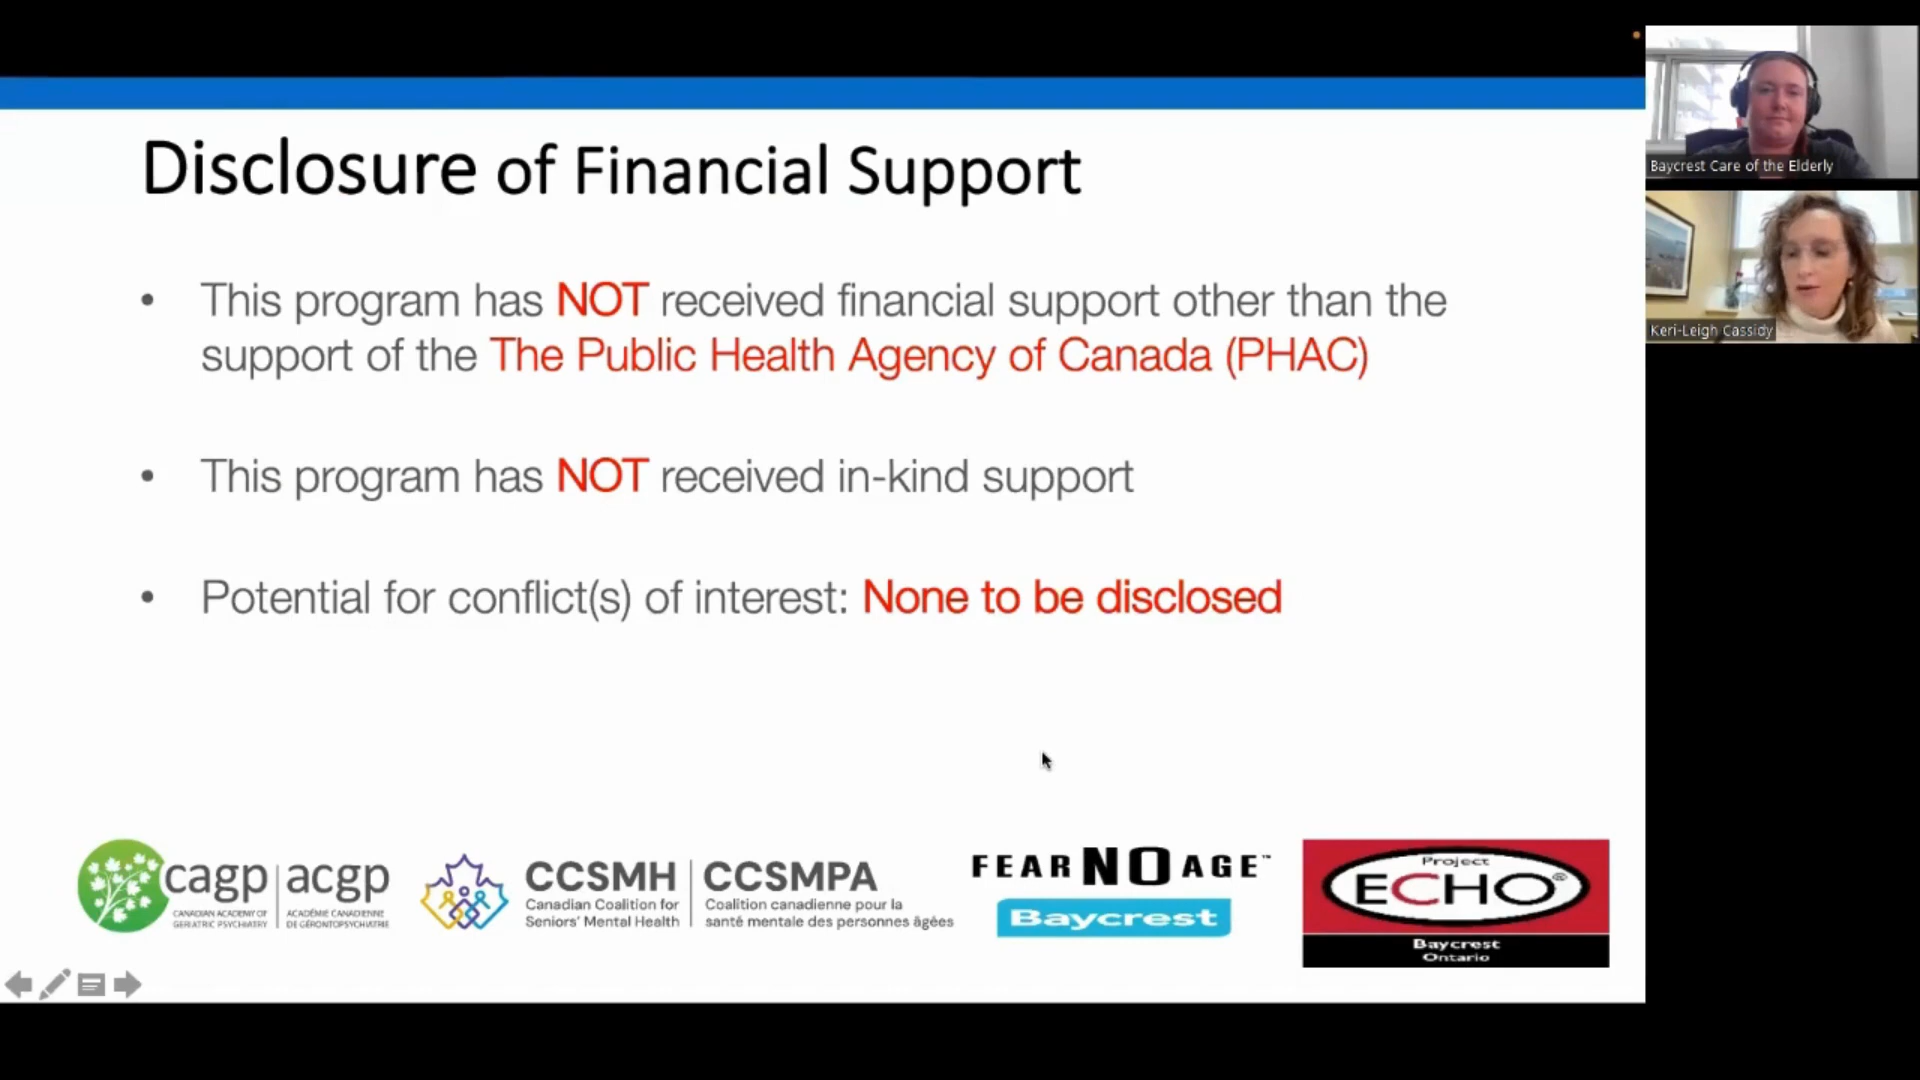 Disclosure of Financial Support
• This program has NOT received financial support other than the
support of the The Public Health Agency of Canada (PHAC)
• This program has NOT received in-kind support
• Potential for conflict(s) of interest: None to be disclosed
cagp | acgp
CANADIAN ACADEMY OF
GERIATRIC PSYCHIATRY
ACADÉMIE CANADIENNE
DE GÉRONTOPSYCHIATRIE
CCSMH | CCSMPA
Canadian Coalition for
Seniors' Mental Health
Coalition canadienne pour la
santé mentale des personnes âgées
FEAR NO AGE™
Baycrest
Project
ECHO®
Baycrest
Ontario
Baycrest Care of the Elderly
Keri-Leigh Cassidy